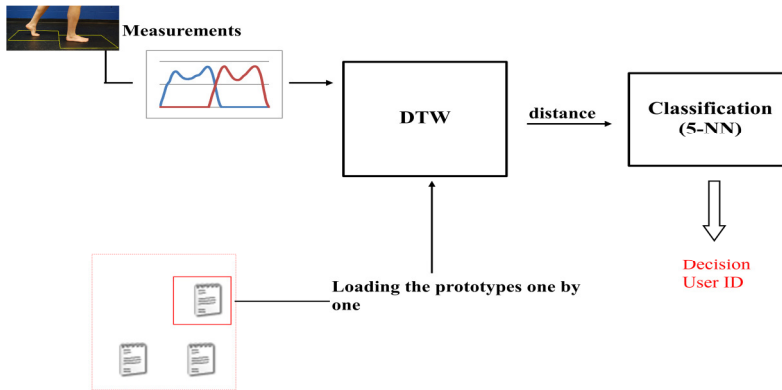 Measurements
DTW
distance
Classification
(5-NN)
Loading the prototypes one by
one
Decision
User ID